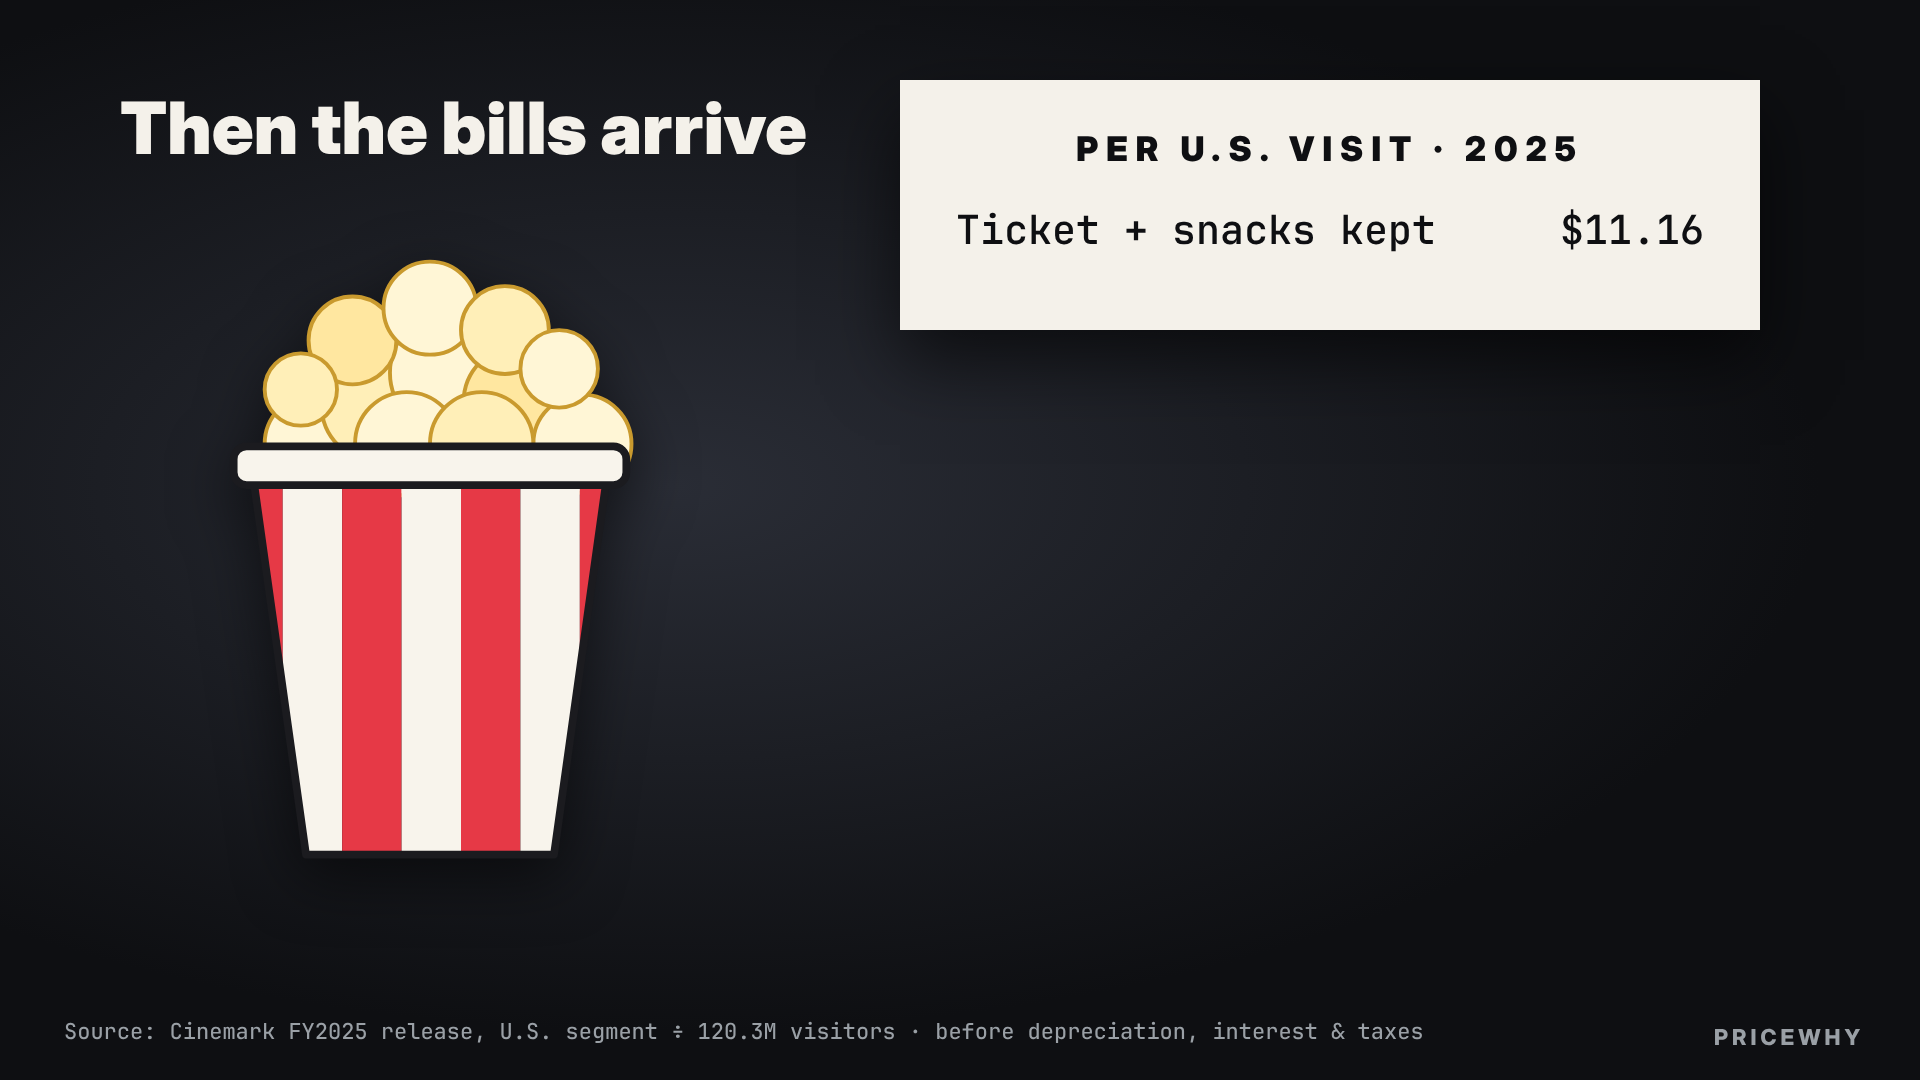 Then the bills arrive
PER U.S. VISIT · 2025
Ticket + snacks kept $11.16
Source: Cinemark FY2025 release, U.S. segment ÷ 120.3M visitors · before depreciation, interest & taxes
PRICEWHY